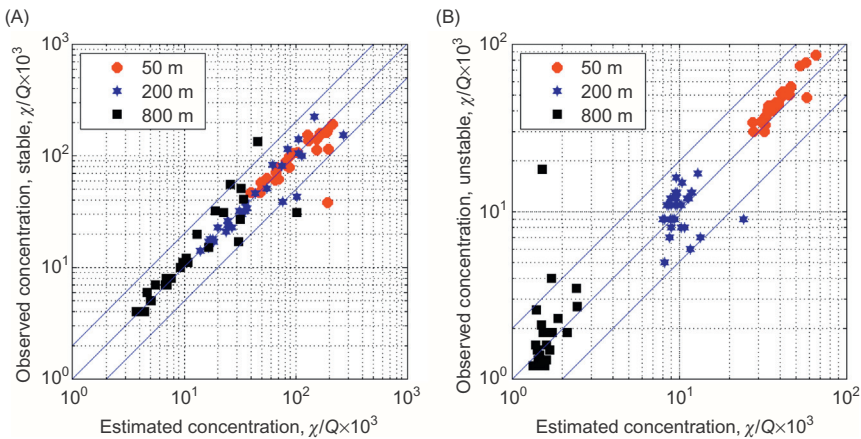 (A)
Observed concentration, stable, χ/Q×10³
10³
10²
10¹
10⁰
50 m
200 m
800 m
10⁰ 10¹ 10² 10³
Estimated concentration, χ/Q×10³
(B)
Observed concentration, unstable, χ/Q×10³
10²
10¹
10⁰
50 m
200 m
800 m
10⁰ 10¹ 10²
Estimated concentration, χ/Q×10³